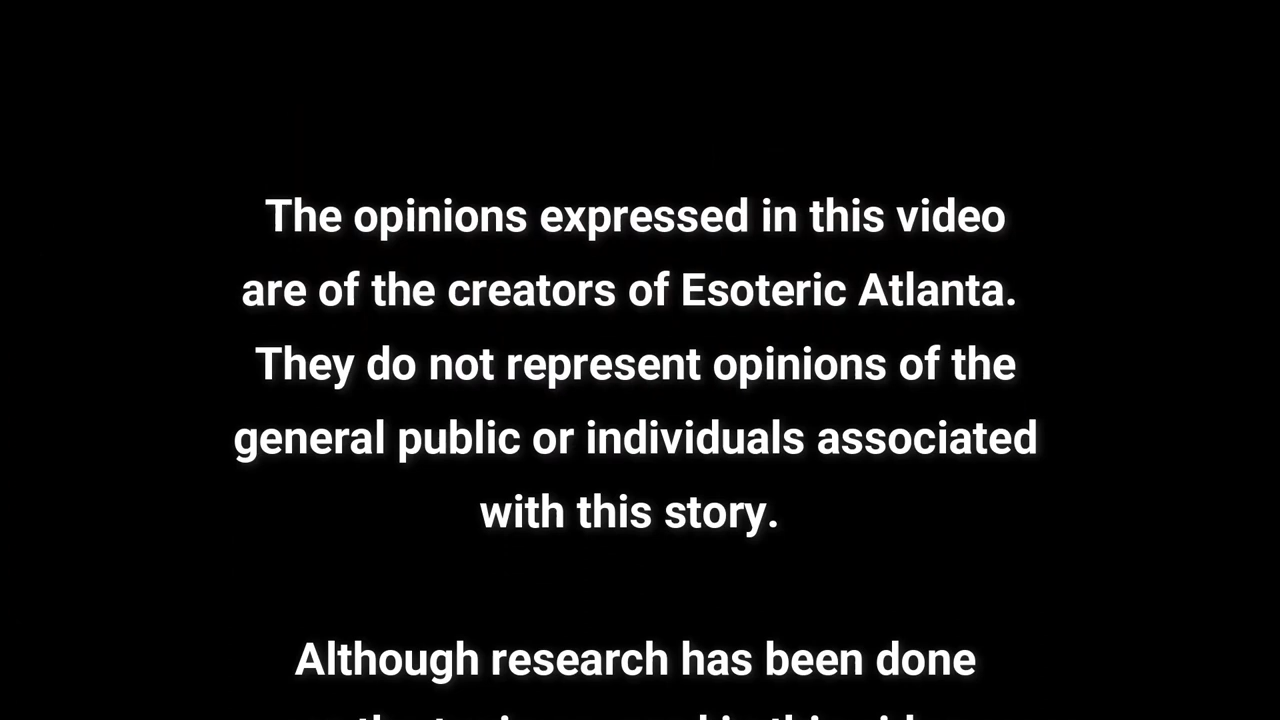 The opinions expressed in this video
are of the creators of Esoteric Atlanta.
They do not represent opinions of the
general public or individuals associated
with this story.
Although research has been done